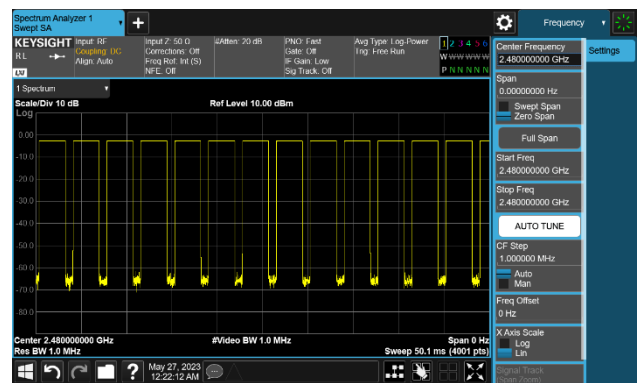 Spectrum Analyzer 1
Swept SA
+
Frequency
KEYSIGHT
Input: RF
Coupling: DC
Align: Auto
Input Z: 50 Ω
Corrections: Off
Freq Ref: Int (S)
NFE: Off
#Atten: 20 dB
PNO: Fast
Gate: Off
IF Gain: Low
Sig Track: Off
Avg Type: Log-Power
Trig: Free Run
1 2 3 4 5 6
W W W W W W
P N N N N N
RL
LVI
1 Spectrum
Scale/Div 10 dB
Ref Level 10.00 dBm
Log
0.00
-10.0
-20.0
-30.0
-40.0
-50.0
-60.0
-70.0
-80.0
Center 2.480000000 GHz
#Video BW 1.0 MHz
Span 0 Hz
Res BW 1.0 MHz
Sweep 50.1 ms (4001 pts)
?
May 27, 2023
12:22:12 AM
Center Frequency
2.480000000 GHz
Settings
Span
0.00000000 Hz
Swept Span
Zero Span
Full Span
Start Freq
2.480000000 GHz
Stop Freq
2.480000000 GHz
AUTO TUNE
CF Step
1.000000 MHz
Auto
Man
Freq Offset
0 Hz
X Axis Scale
Log
Lin
Signal Track
(Span Zoom)